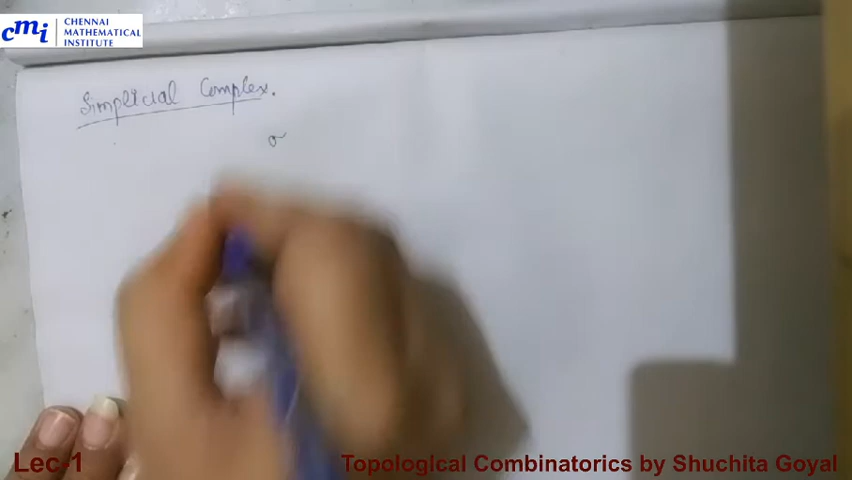 cmi CHENNAI
MATHEMATICAL
INSTITUTE
Simplicial Complex.
σ
Lec-1
Topological Combinatorics by Shuchita Goyal